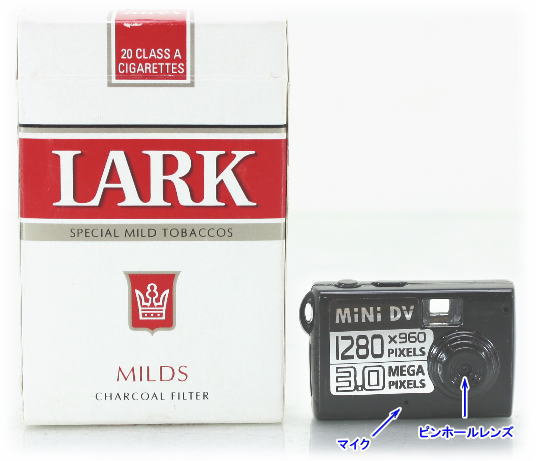 20 CLASS A
CIGARETTES
LARK
SPECIAL MILD TOBACCOS
MILDS
CHARCOAL FILTER
MiNi DV
1280 x960
PIXELS
3.0 MEGA
PIXELS
マイク
ピンホールレンズ